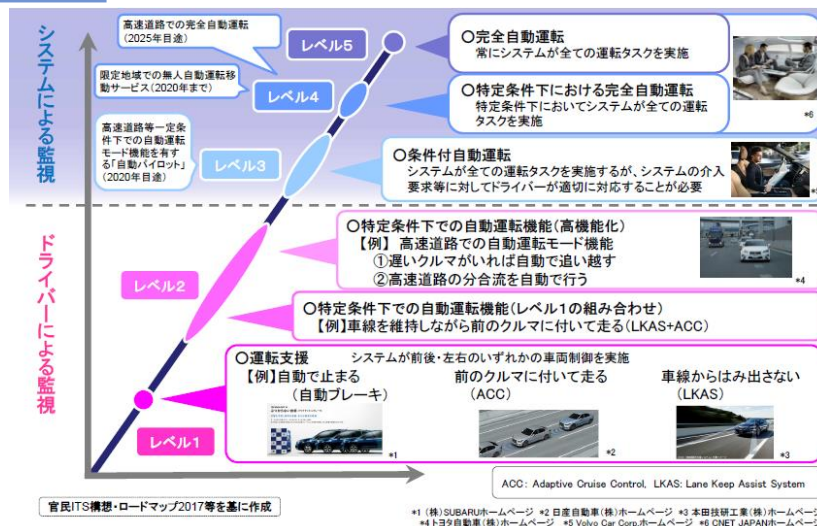 システムによる監視
ドライバーによる監視
高速道路での完全自動運転
(2025年目途)
レベル5
〇完全自動運転
常にシステムが全ての運転タスクを実施
*6
限定地域での無人自動運転移
動サービス(2020年まで)
レベル4
〇特定条件下における完全自動運転
特定条件下においてシステムが全ての運転
タスクを実施
高速道路等一定条
件下での自動運転
モード機能を有す
る「自動パイロット」
(2020年目途)
レベル3
〇条件付自動運転
システムが全ての運転タスクを実施するが、システムの介入
要求等に対してドライバーが適切に対応することが必要
レベル2
〇特定条件下での自動運転機能(高機能化)
【例】 高速道路での自動運転モード機能
①遅いクルマがいれば自動で追い越す
②高速道路の分合流を自動で行う
*4
〇特定条件下での自動運転機能(レベル1の組み合わせ)
【例】車線を維持しながら前のクルマに付いて走る(LKAS+ACC)
レベル1
〇運転支援 システムが前後・左右のいずれかの車両制御を実施
【例】自動で止まる
(自動ブレーキ)
*1
前のクルマに付いて走る
(ACC)
*2
車線からはみ出さない
(LKAS)
*3
ACC: Adaptive Cruise Control, LKAS: Lane Keep Assist System
官民ITS構想・ロードマップ2017等を基に作成
*1 (株)SUBARUホームページ *2 日産自動車(株)ホームページ *3 本田技研工業(株)ホームページ
*4 トヨタ自動車(株)ホームページ *5 Volvo Car Corp.ホームページ *6 CNET JAPANホームページ